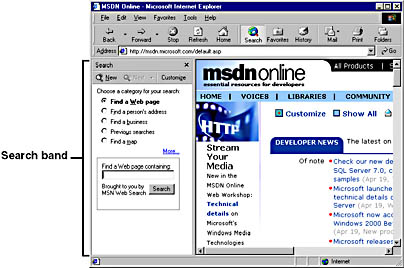 MSDN Online - Microsoft Internet Explorer
File Edit View Favorites Tools Help
Back Forward Stop Refresh Home Search Favorites History Mail Print Folders
Address http://msdn.microsoft.com/default.asp Go
Search
New Next Customize
Choose a category for your search:
Find a Web page
Find a person's address
Find a business
Previous searches
Find a map
More...
Find a Web page containing:
Brought to you by
MSN Web Search
Search
Search band
All Products
msdn online
essential resources for developers
HOME | VOICES | LIBRARIES | COMMUNITY
HTTP
Customize Show All
DEVELOPER NEWS The latest on
Stream
Your
Media
New in the
MSDN Online
Web Workshop:
Technical
details on
Microsoft's
Windows Media
Technologies
Of note
Check our new de
SQL Server 7.0, c
samples (Apr 19,
Microsoft launche
technical details c
Server (Apr 19, W
Microsoft now acc
Windows 2000 Be
(Apr 19, Microsof
Microsoft releases
Internet